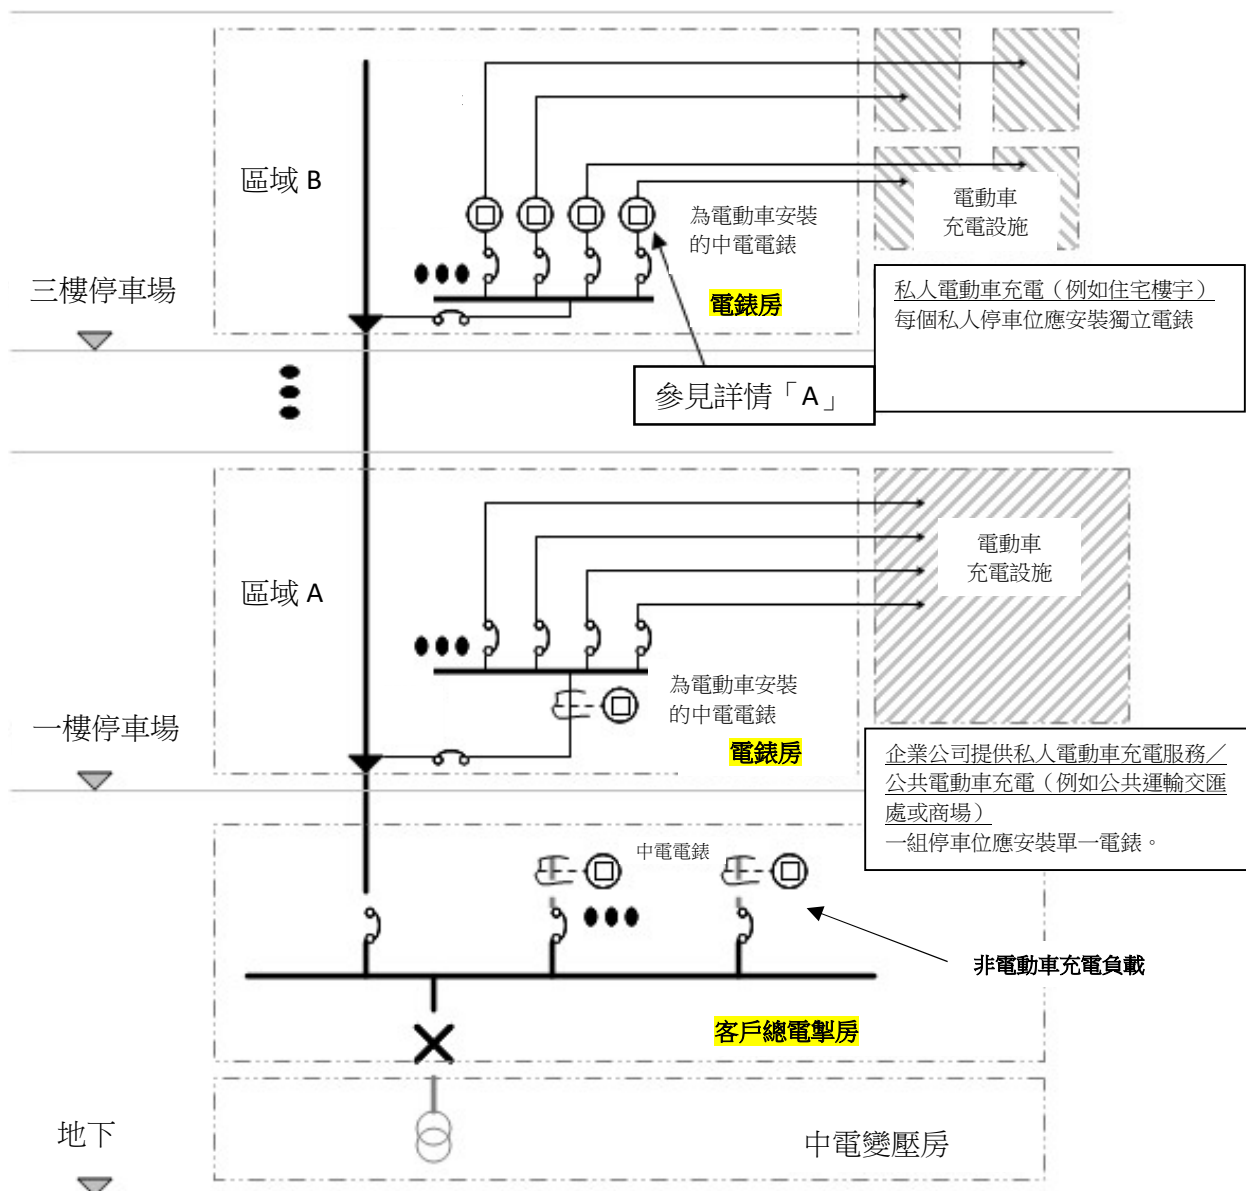 區域 B
為電動車安裝
的中電電錶
電動車
充電設施
三樓停車場
電錶房
私人電動車充電（例如住宅樓宇）
每個私人停車位應安裝獨立電錶
參見詳情「A」
區域 A
電動車
充電設施
為電動車安裝
的中電電錶
一樓停車場
電錶房
企業公司提供私人電動車充電服務／
公共電動車充電（例如公共運輸交匯
處或商場）
一組停車位應安裝單一電錶。
中電電錶
非電動車充電負載
客戶總電掣房
地下
中電變壓房